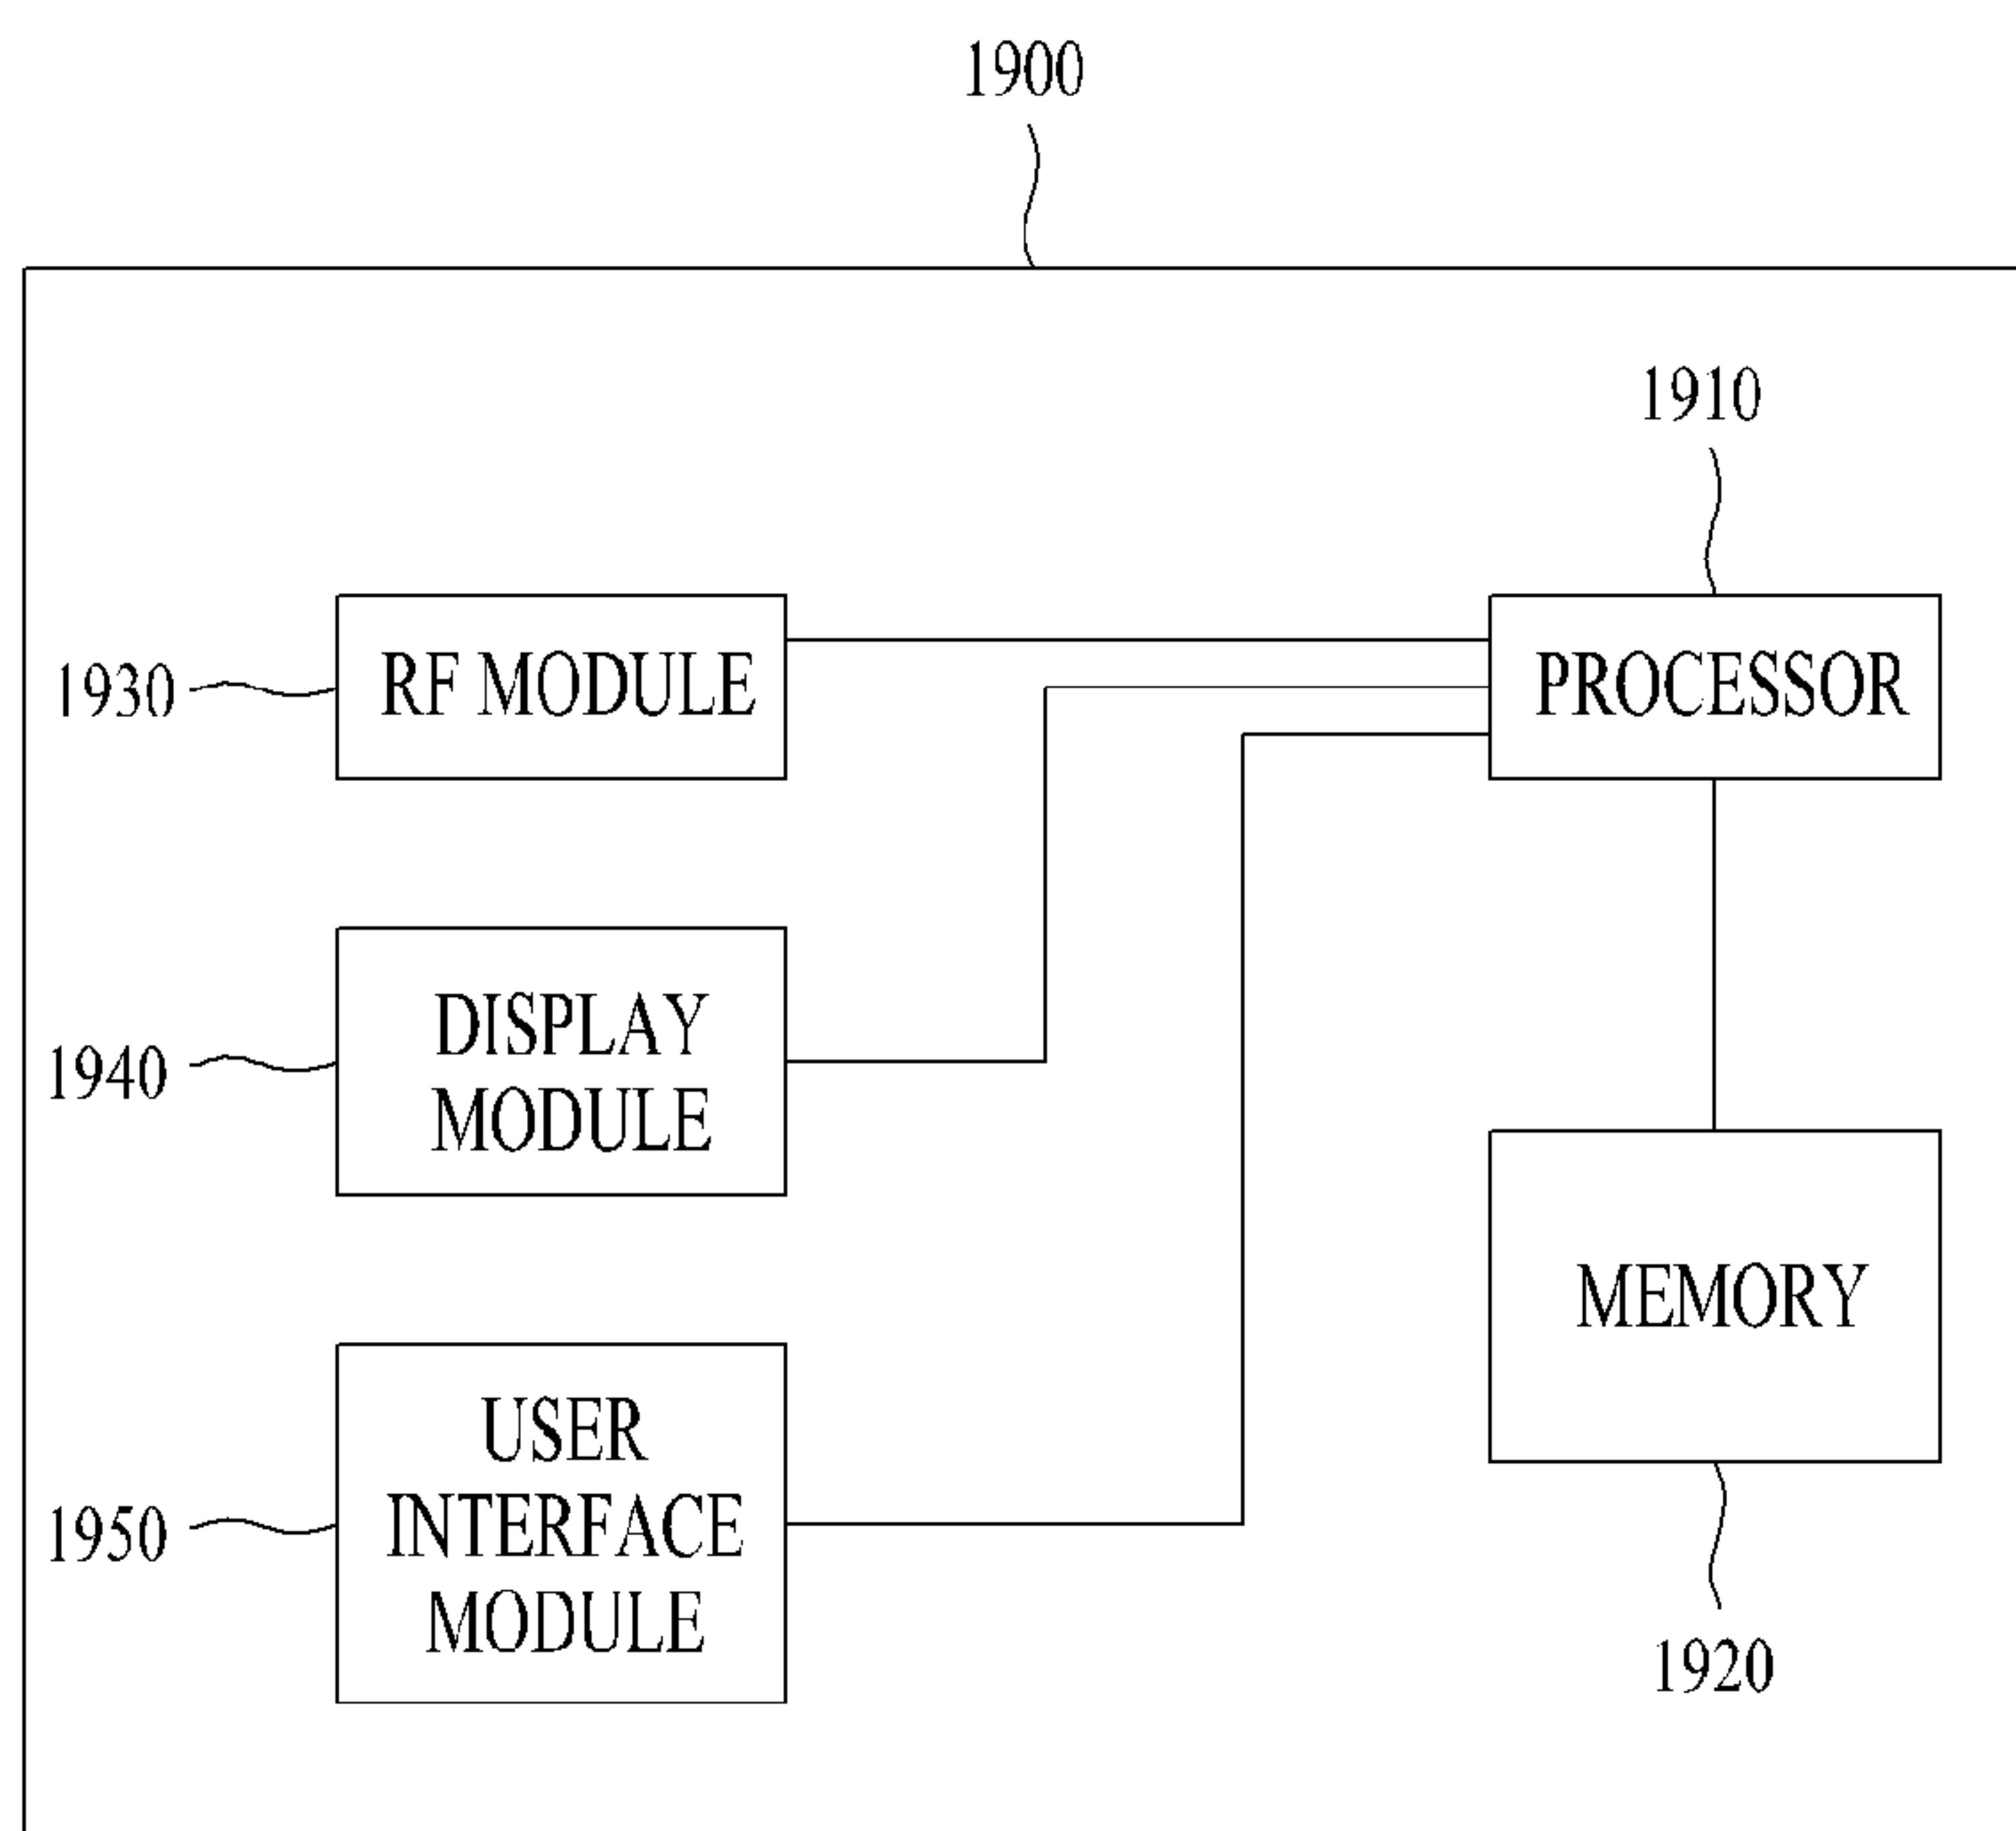 1900
1910
1930
RF MODULE
PROCESSOR
1940
DISPLAY
MODULE
MEMORY
1950
USER
INTERFACE
MODULE
1920